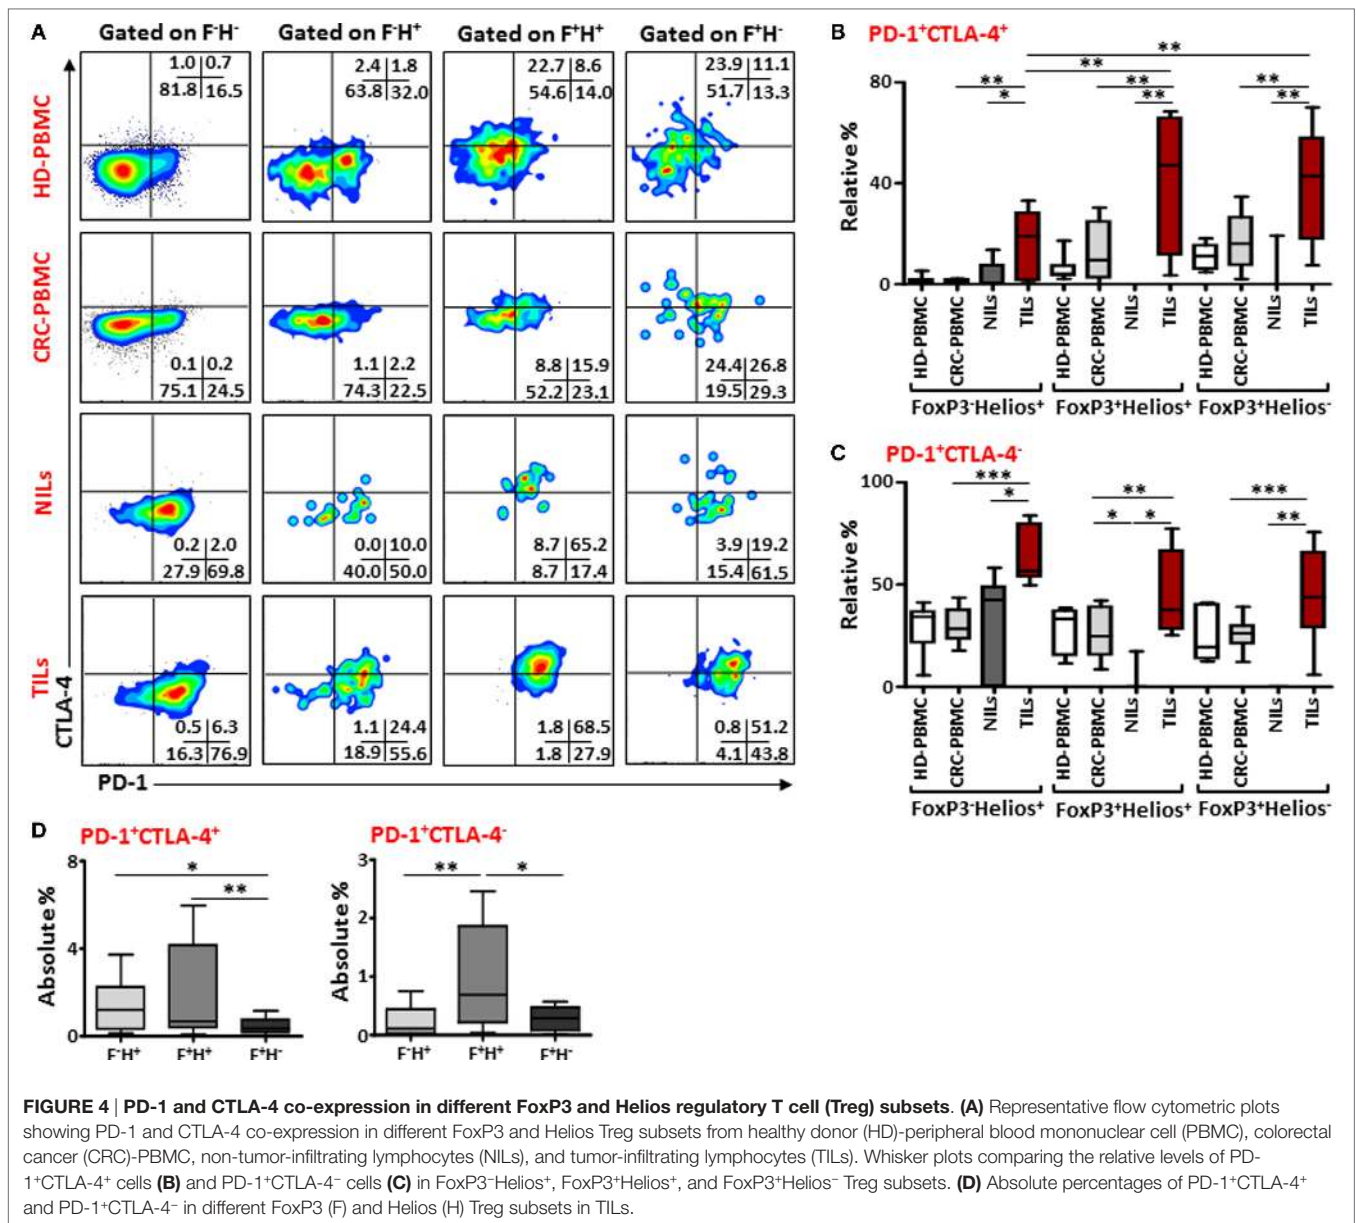 A
Gated on F⁻H⁻ Gated on F⁻H⁺ Gated on F⁺H⁺ Gated on F⁺H⁻
HD-PBMC
1.0 0.7
81.8 16.5
2.4 1.8
63.8 32.0
22.7 8.6
54.6 14.0
23.9 11.1
51.7 13.3
CRC-PBMC
0.1 0.2
75.1 24.5
1.1 2.2
74.3 22.5
8.8 15.9
52.2 23.1
24.4 26.8
19.5 29.3
NILs
0.2 2.0
27.9 69.8
0.0 10.0
40.0 50.0
8.7 65.2
8.7 17.4
3.9 19.2
15.4 61.5
TILs
0.5 6.3
16.3 76.9
1.1 24.4
18.9 55.6
1.8 68.5
1.8 27.9
0.8 51.2
4.1 43.8
CTLA-4
PD-1
B
PD-1⁺CTLA-4⁺
**
**
** ** **
* ** **
80
40
0
Relative %
HD-PBMC CRC-PBMC NILs TILs HD-PBMC CRC-PBMC NILs TILs HD-PBMC CRC-PBMC NILs TILs
FoxP3⁻Helios⁺ FoxP3⁺Helios⁺ FoxP3⁺Helios⁻
C
PD-1⁺CTLA-4⁻
*** ** ***
* * * **
100
50
0
Relative %
HD-PBMC CRC-PBMC NILs TILs HD-PBMC CRC-PBMC NILs TILs HD-PBMC CRC-PBMC NILs TILs
FoxP3⁻Helios⁺ FoxP3⁺Helios⁺ FoxP3⁺Helios⁻
D
PD-1⁺CTLA-4⁺
*
**
8
4
0
Absolute %
F⁻H⁺ F⁺H⁺ F⁺H⁻
PD-1⁺CTLA-4⁻
** *
3
2
1
0
Absolute %
F⁻H⁺ F⁺H⁺ F⁺H⁻
FIGURE 4 | PD-1 and CTLA-4 co-expression in different FoxP3 and Helios regulatory T cell (Treg) subsets. (A) Representative flow cytometric plots
showing PD-1 and CTLA-4 co-expression in different FoxP3 and Helios Treg subsets from healthy donor (HD)-peripheral blood mononuclear cell (PBMC), colorectal
cancer (CRC)-PBMC, non-tumor-infiltrating lymphocytes (NILs), and tumor-infiltrating lymphocytes (TILs). Whisker plots comparing the relative levels of PD-
1⁺CTLA-4⁺ cells (B) and PD-1⁺CTLA-4⁻ cells (C) in FoxP3⁻Helios⁺, FoxP3⁺Helios⁺, and FoxP3⁺Helios⁻ Treg subsets. (D) Absolute percentages of PD-1⁺CTLA-4⁺
and PD-1⁺CTLA-4⁻ in different FoxP3 (F) and Helios (H) Treg subsets in TILs.